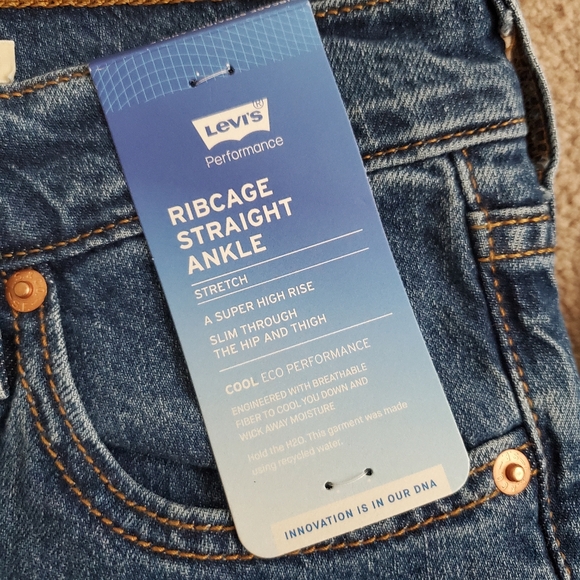 Levi's®
Performance
RIBCAGE
STRAIGHT
ANKLE
STRETCH
A SUPER HIGH RISE
SLIM THROUGH
THE HIP AND THIGH
COOL ECO PERFORMANCE
ENGINEERED WITH BREATHABLE
FIBER TO COOL YOU DOWN AND
WICK AWAY MOISTURE
Hold the H2O. This garment was made
using recycled water.
INNOVATION IS IN OUR DNA